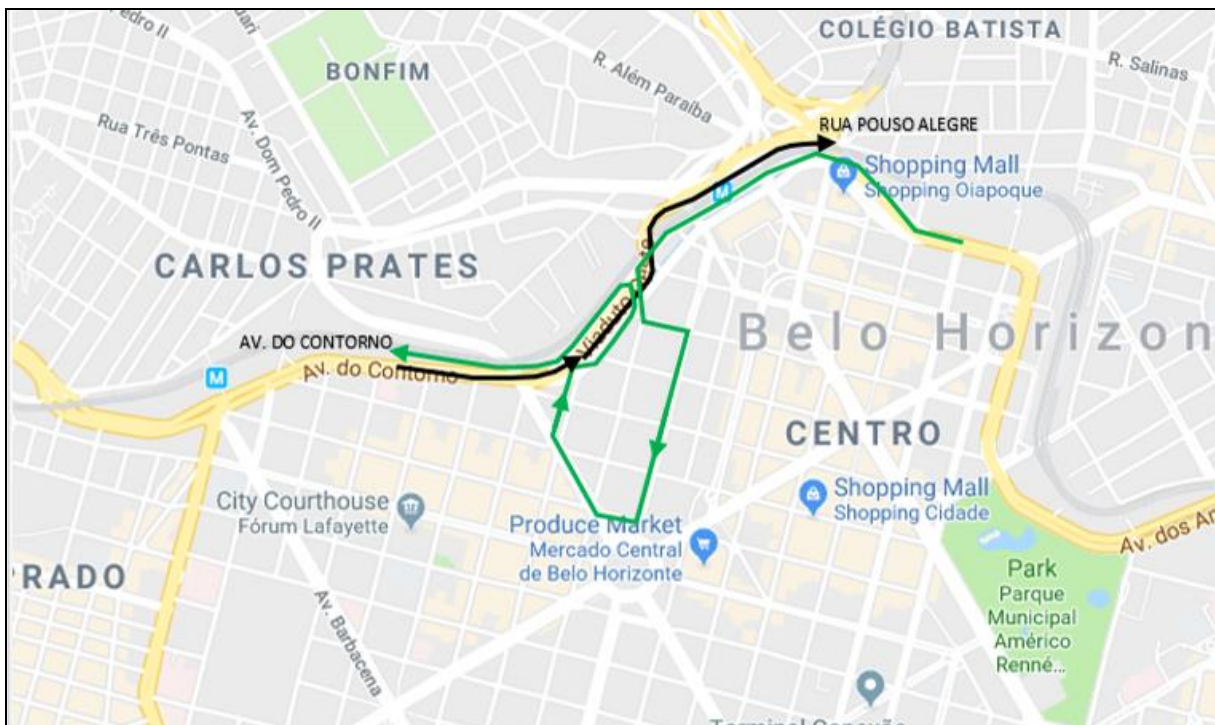 Pedro II
COLÉGIO BATISTA
BONFIM
R. Além Paraíba
R. Salinas
Rua Três Pontas
Av. Dom Pedro II
RUA POUSO ALEGRE
Shopping Mall
Shopping Oiapoque
M
CARLOS PRATES
Viaduto
Belo Horizon
AV. DO CONTORNO
M
Av. do Contorno
CENTRO
City Courthouse
Fórum Lafayette
Shopping Mall
Shopping Cidade
Produce Market
Mercado Central
de Belo Horizonte
Av. dos An
PRADO
Av. Barbacena
Park
Parque
Municipal
Américo
Renné...